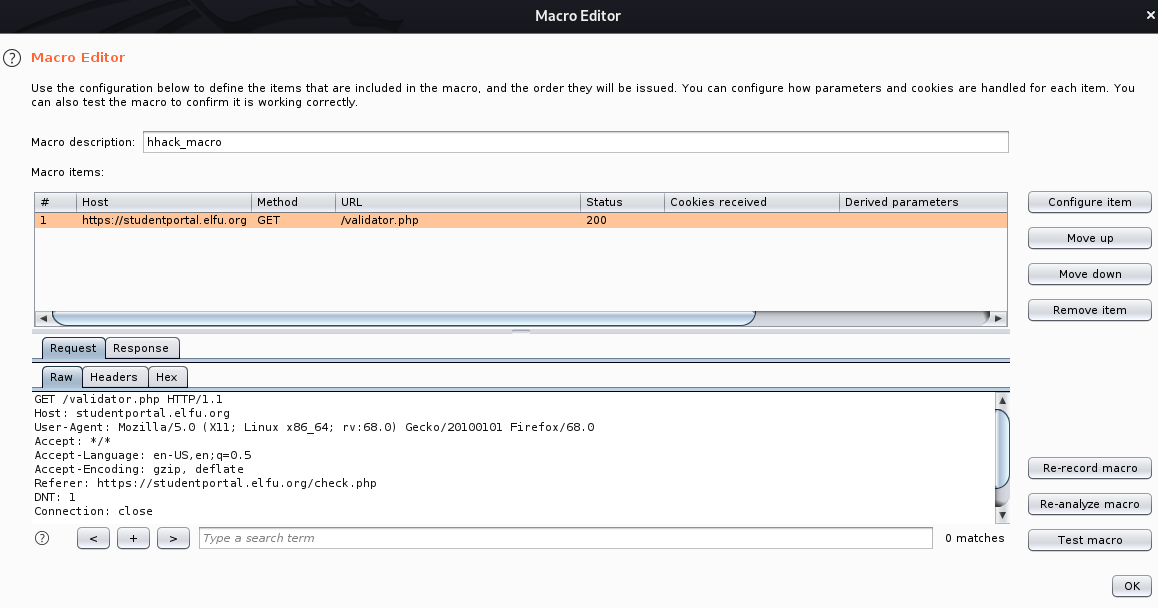 Macro Editor
×
? Macro Editor
Use the configuration below to define the items that are included in the macro, and the order they will be issued. You can configure how parameters and cookies are handled for each item. You
can also test the macro to confirm it is working correctly.
Macro description: hhack_macro
Macro items:
# Host Method URL Status Cookies received Derived parameters
1 https://studentportal.elfu.org GET /validator.php 200
Configure item
Move up
Move down
Remove item
Request Response
Raw Headers Hex
GET /validator.php HTTP/1.1
Host: studentportal.elfu.org
User-Agent: Mozilla/5.0 (X11; Linux x86_64; rv:68.0) Gecko/20100101 Firefox/68.0
Accept: */*
Accept-Language: en-US,en;q=0.5
Accept-Encoding: gzip, deflate
Referer: https://studentportal.elfu.org/check.php
DNT: 1
Connection: close
Re-record macro
Re-analyze macro
Test macro
? < + > Type a search term 0 matches
OK